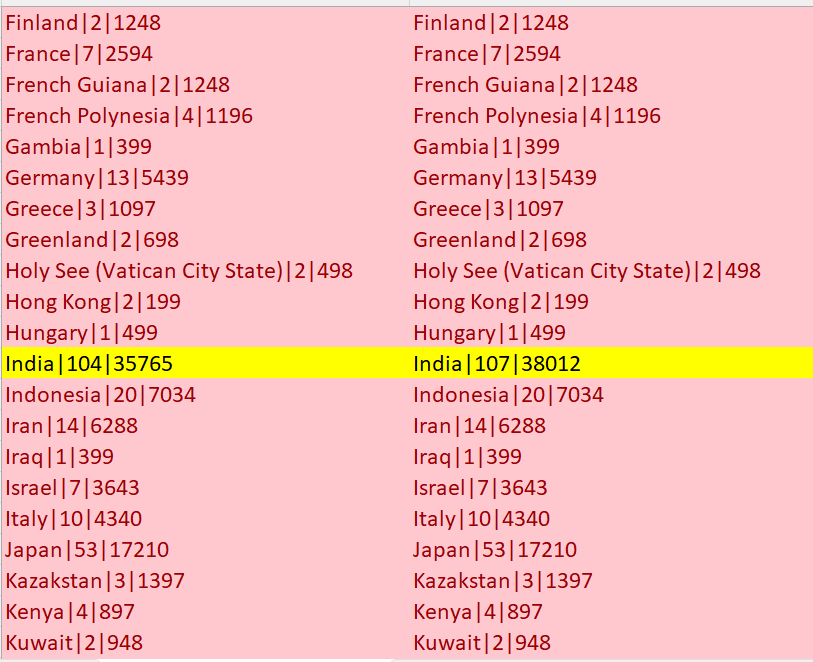 Finland|2|1248 Finland|2|1248
France|7|2594 France|7|2594
French Guiana|2|1248 French Guiana|2|1248
French Polynesia|4|1196 French Polynesia|4|1196
Gambia|1|399 Gambia|1|399
Germany|13|5439 Germany|13|5439
Greece|3|1097 Greece|3|1097
Greenland|2|698 Greenland|2|698
Holy See (Vatican City State)|2|498 Holy See (Vatican City State)|2|498
Hong Kong|2|199 Hong Kong|2|199
Hungary|1|499 Hungary|1|499
India|104|35765 India|107|38012
Indonesia|20|7034 Indonesia|20|7034
Iran|14|6288 Iran|14|6288
Iraq|1|399 Iraq|1|399
Israel|7|3643 Israel|7|3643
Italy|10|4340 Italy|10|4340
Japan|53|17210 Japan|53|17210
Kazakstan|3|1397 Kazakstan|3|1397
Kenya|4|897 Kenya|4|897
Kuwait|2|948 Kuwait|2|948